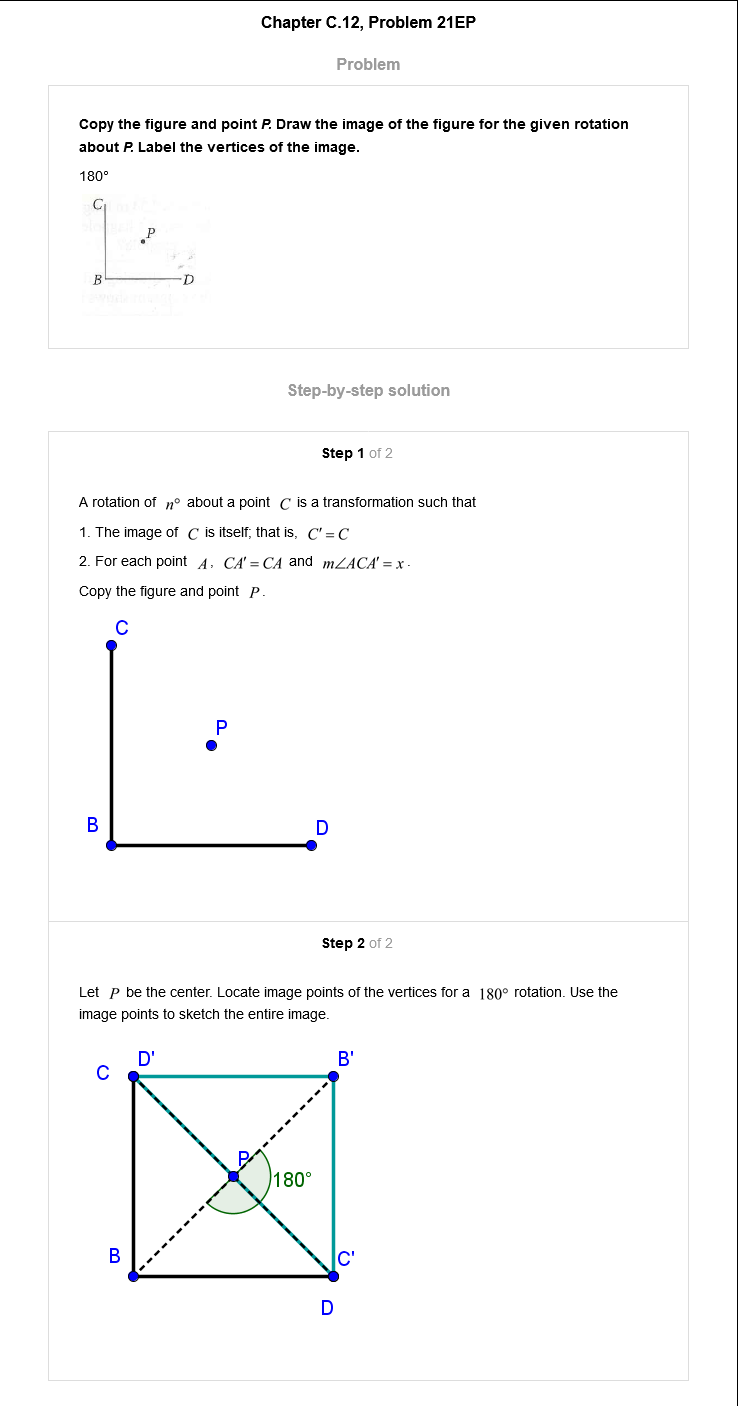 Chapter C.12, Problem 21EP
Problem
Copy the figure and point P. Draw the image of the figure for the given rotation
about P. Label the vertices of the image.
180°
C
P
B
D
Step-by-step solution
Step 1 of 2
A rotation of n° about a point C is a transformation such that
1. The image of C is itself; that is, C′ = C
2. For each point A, CA′ = CA and m∠ACA′ = x.
Copy the figure and point P.
C
P
B
D
Step 2 of 2
Let P be the center. Locate image points of the vertices for a 180° rotation. Use the
image points to sketch the entire image.
C D' B'
P
180°
B C'
D